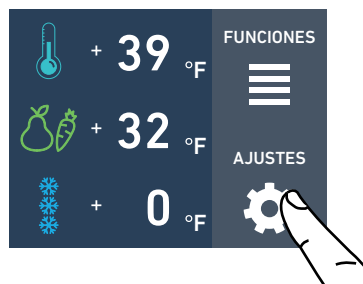 + 39 °F
+ 32 °F
+ 0 °F
FUNCIONES
AJUSTES